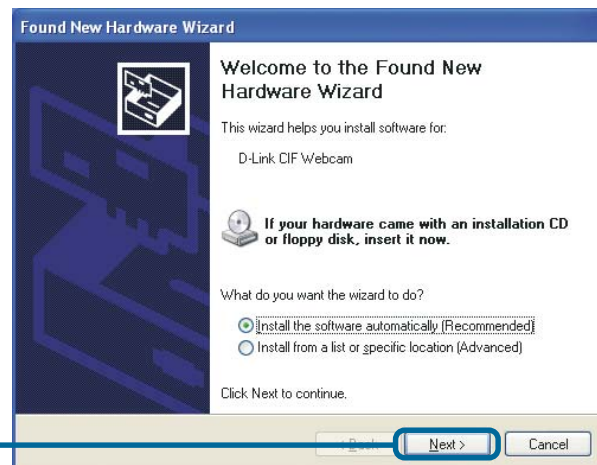 Found New Hardware Wizard
Welcome to the Found New
Hardware Wizard
This wizard helps you install software for:
D-Link CIF Webcam
If your hardware came with an installation CD
or floppy disk, insert it now.
What do you want the wizard to do?
Install the software automatically (Recommended)
Install from a list or specific location (Advanced)
Click Next to continue.
Next > Cancel